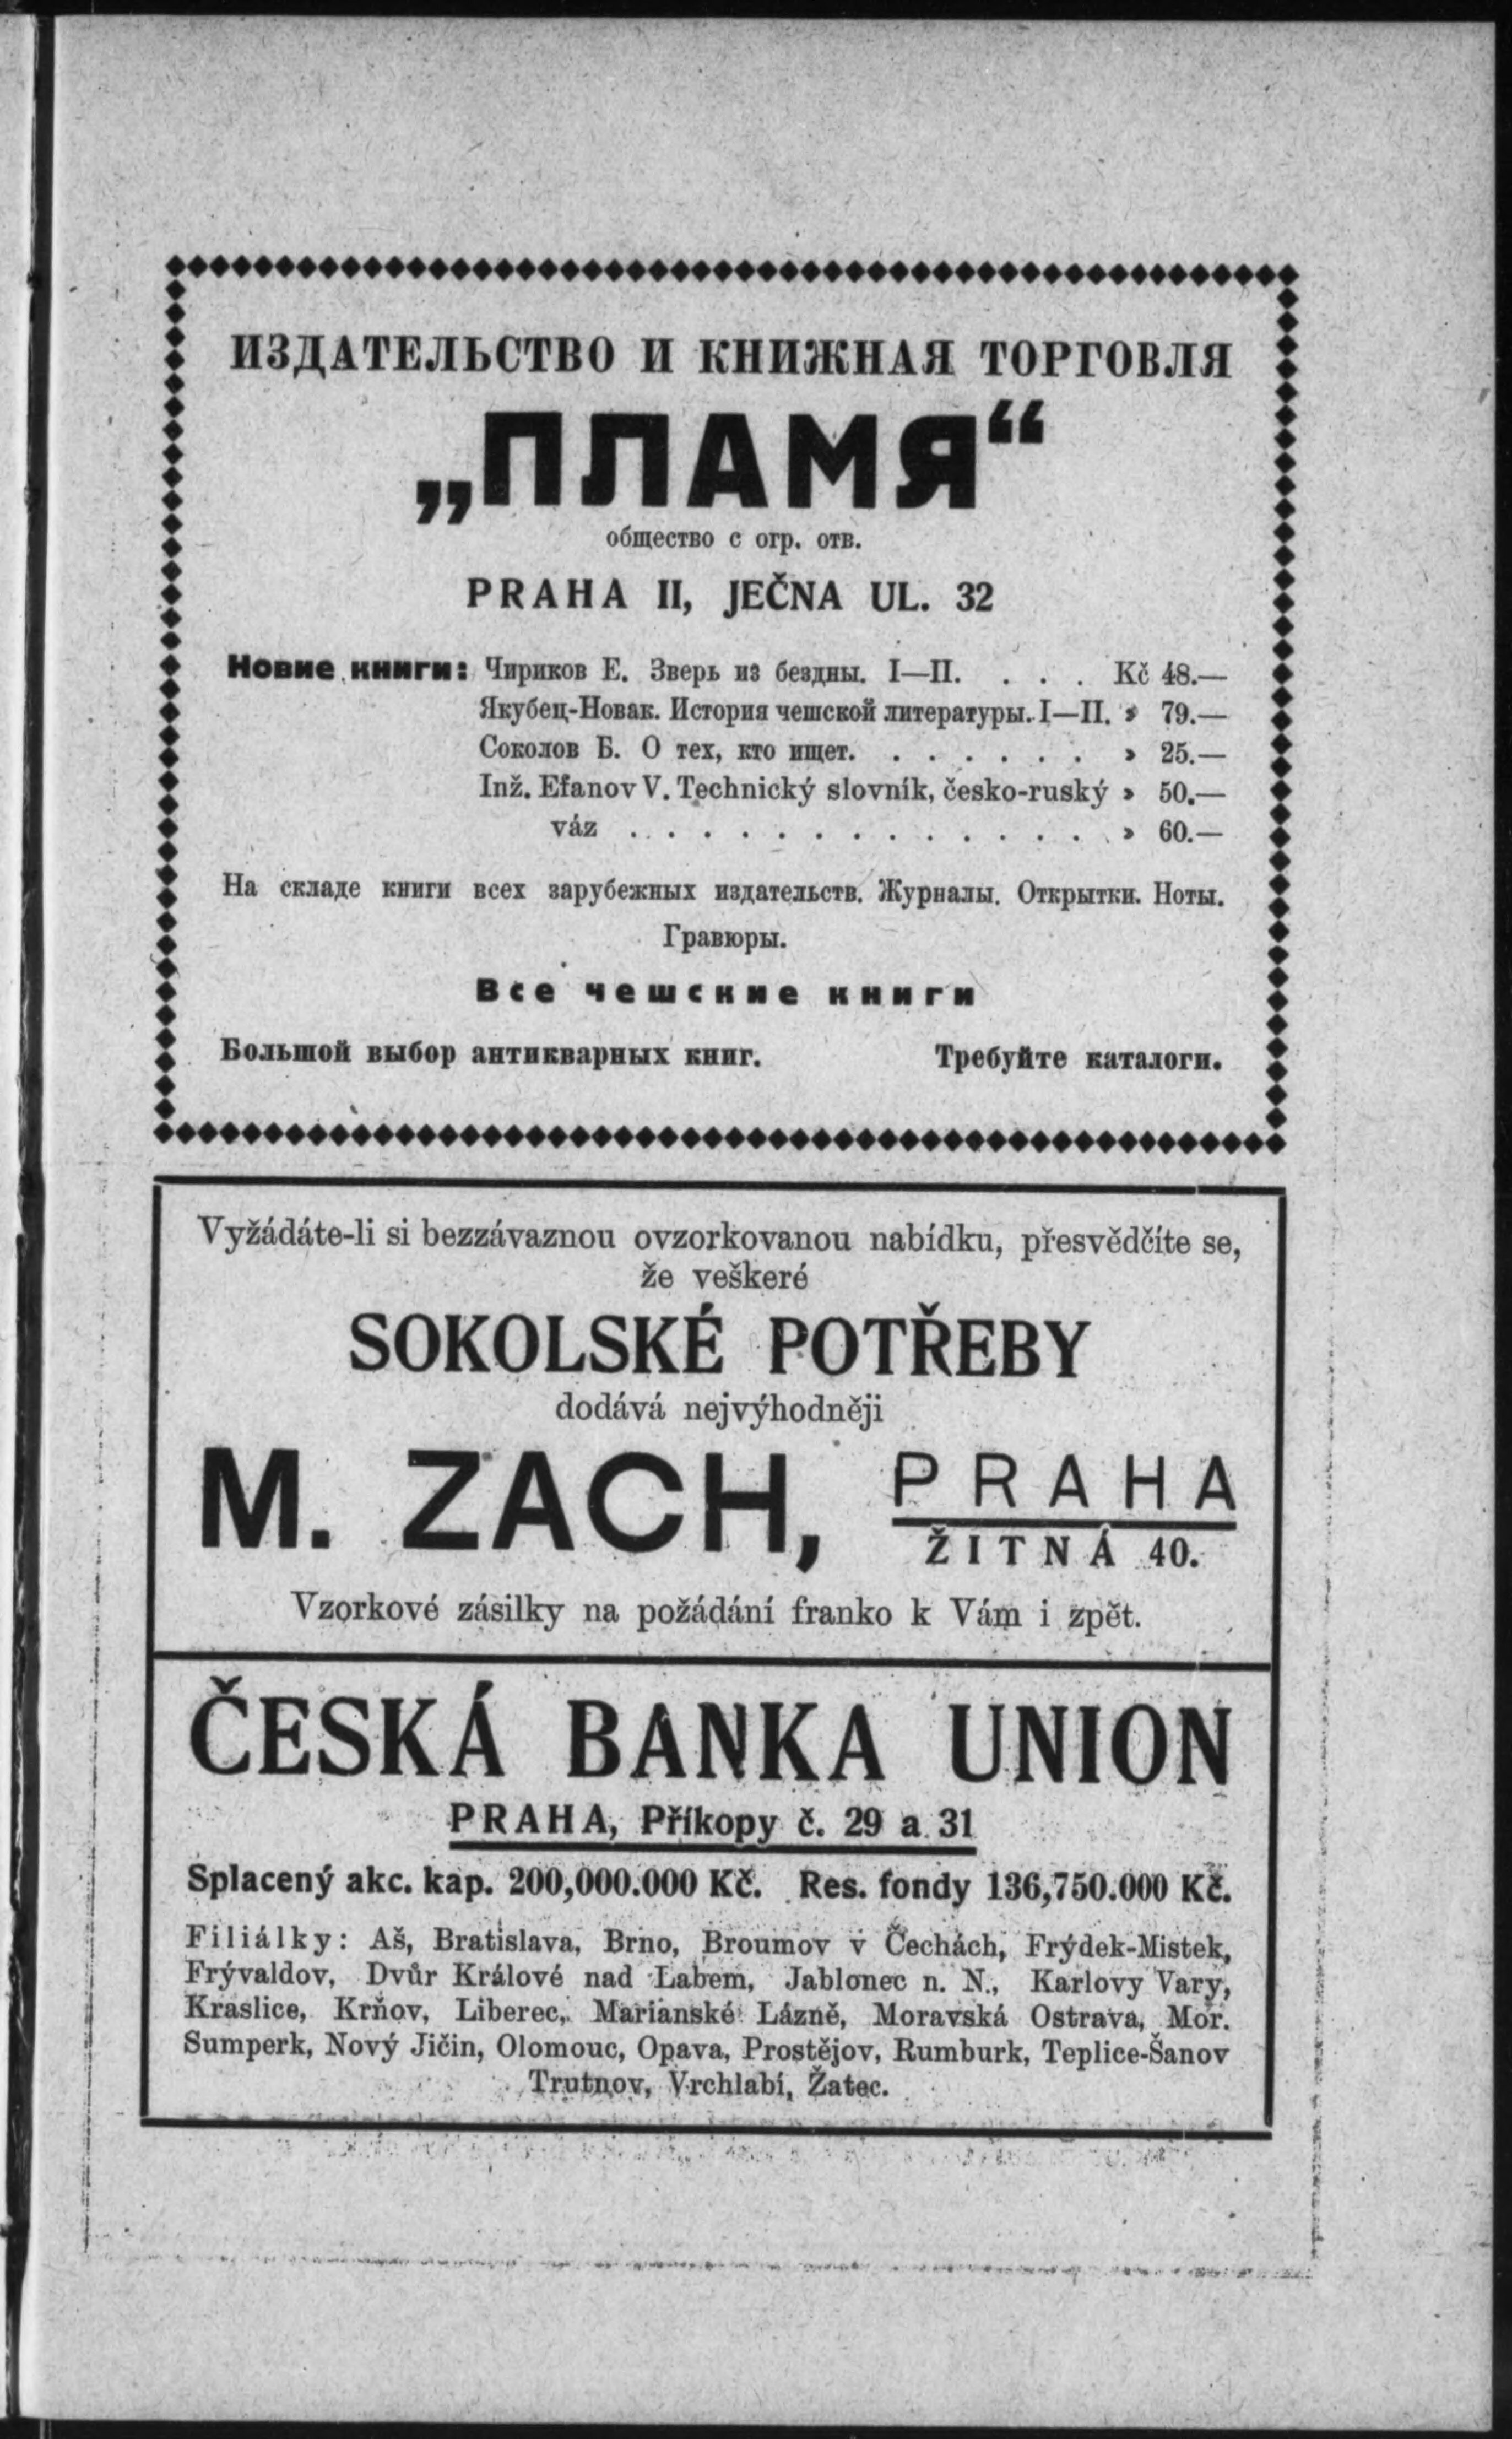 ИЗДАТЕЛЬСТВО И КНИЖНАЯ ТОРГОВЛЯ
„ПЛАМЯ“
общество с огр. отв.
PRAHA II, JEČNA UL. 32
Новие книги: Чириков Е. Зверь из бездны. I—II. . . . Kč 48.—
Якубец-Новак. История чешской литературы. I—II. » 79.—
Соколов Б. О тех, кто ищет. . . . . . . . » 25.—
Inž. Efanov V. Technický slovník, česko-ruský » 50.—
váz . . . . . . . . . . . . . . » 60.—
На складе книги всех зарубежных издательств. Журналы. Открытки. Ноты.
Гравюры.
Все чешские книги
Большой выбор антикварных книг. Требуйте каталоги.
Vyžádáte-li si bezzávaznou ovzorkovanou nabídku, přesvědčíte se,
že veškeré
SOKOLSKÉ POTŘEBY
dodává nejvýhodněji
M. ZACH, PRAHA
ŽITNÁ 40.
Vzorkové zásilky na požádání franko k Vám i zpět.
ČESKÁ BANKA UNION
PRAHA, Příkopy č. 29 a 31
Splacený akc. kap. 200,000.000 Kč. Res. fondy 136,750.000 Kč.
Filiálky: Aš, Bratislava, Brno, Broumov v Čechách, Frýdek-Mistek,
Frývaldov, Dvůr Králové nad Labem, Jablonec n. N., Karlovy Vary,
Kraslice, Krňov, Liberec, Marianské Lázně, Moravská Ostrava, Mor.
Sumperk, Nový Jičin, Olomouc, Opava, Prostějov, Rumburk, Teplice-Šanov
Trutnov, Vrchlabí, Žatec.